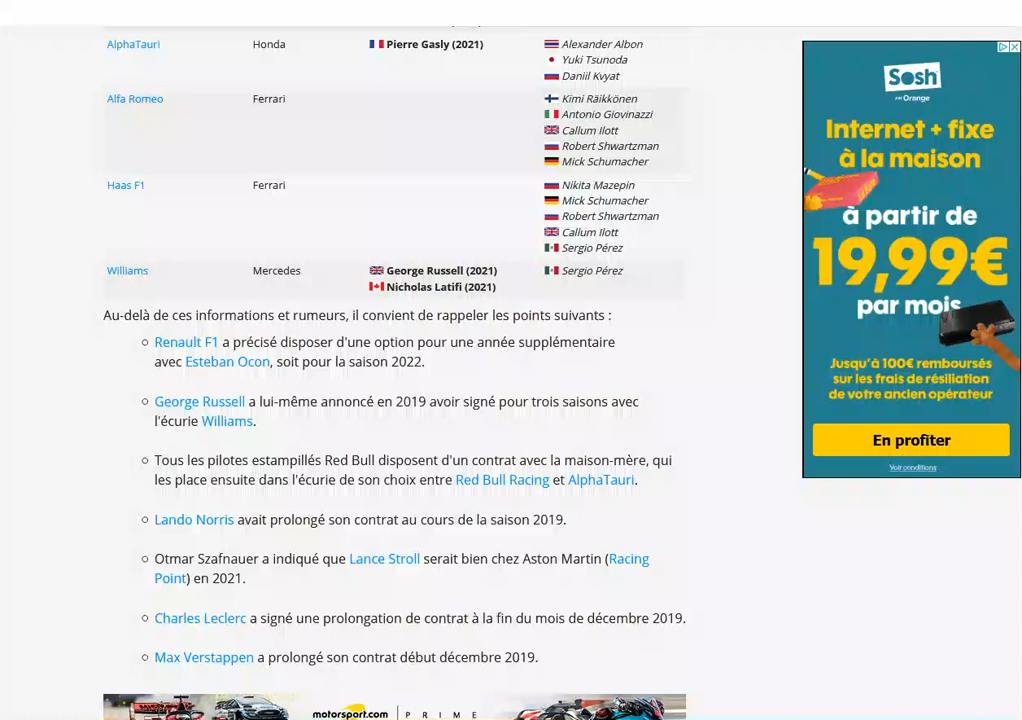 AlphaTauri Honda Pierre Gasly (2021) Alexander Albon
Yuki Tsunoda
Daniil Kvyat
Alfa Romeo Ferrari Kimi Räikkönen
Antonio Giovinazzi
Callum Ilott
Robert Shwartzman
Mick Schumacher
Haas F1 Ferrari Nikita Mazepin
Mick Schumacher
Robert Shwartzman
Callum Ilott
Sergio Pérez
Williams Mercedes George Russell (2021) Sergio Pérez
Nicholas Latifi (2021)
Au-delà de ces informations et rumeurs, il convient de rappeler les points suivants :
Renault F1 a précisé disposer d'une option pour une année supplémentaire
avec Esteban Ocon, soit pour la saison 2022.
George Russell a lui-même annoncé en 2019 avoir signé pour trois saisons avec
l'écurie Williams.
Tous les pilotes estampillés Red Bull disposent d'un contrat avec la maison-mère, qui
les place ensuite dans l'écurie de son choix entre Red Bull Racing et AlphaTauri.
Lando Norris avait prolongé son contrat au cours de la saison 2019.
Otmar Szafnauer a indiqué que Lance Stroll serait bien chez Aston Martin (Racing
Point) en 2021.
Charles Leclerc a signé une prolongation de contrat à la fin du mois de décembre 2019.
Max Verstappen a prolongé son contrat début décembre 2019.
motorsport.com | PRIME
Sosh
PAR Orange
Internet + fixe
à la maison
à partir de
19,99€
par mois
Jusqu'à 100€ remboursés
sur les frais de résiliation
de votre ancien opérateur
En profiter
Voir conditions